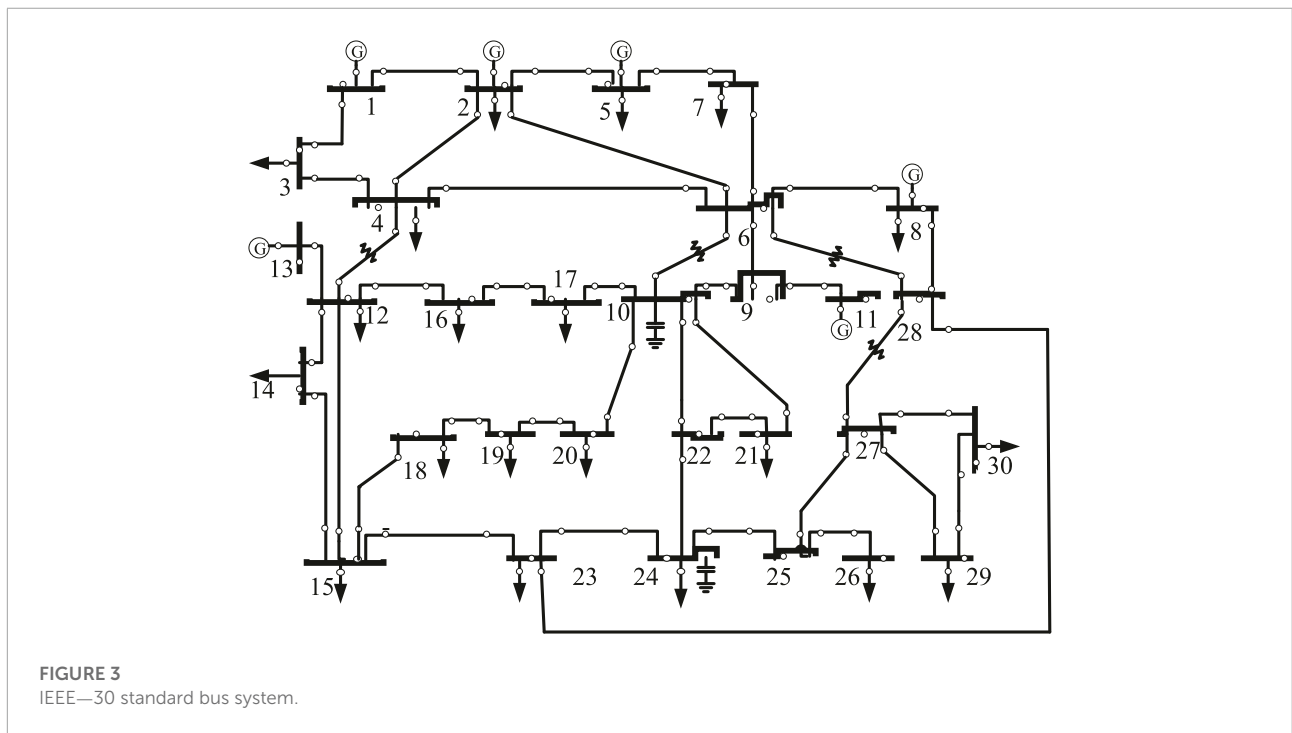 G G G
1 2 5 7
3 G
4 6 8
G 13
17
12 16 10 9 11 28
G
14
18 19 20 22 21 27 30
15 23 24 25 26 29
FIGURE 3
IEEE—30 standard bus system.